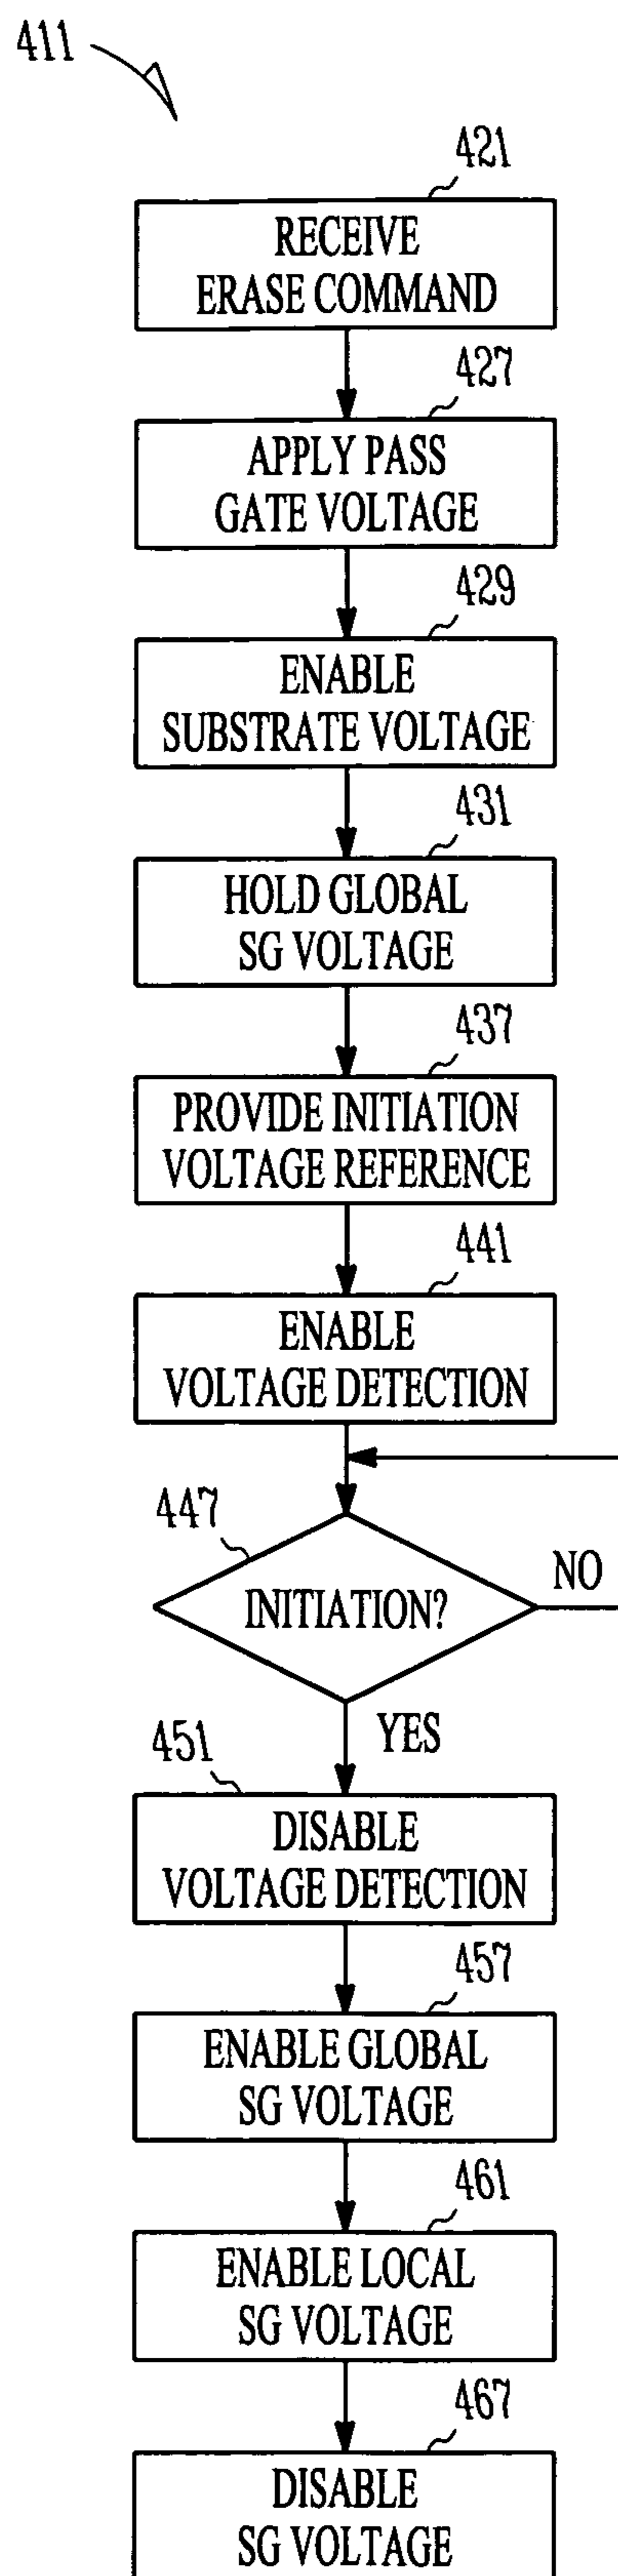 411
421
RECEIVE
ERASE COMMAND
427
APPLY PASS
GATE VOLTAGE
429
ENABLE
SUBSTRATE VOLTAGE
431
HOLD GLOBAL
SG VOLTAGE
437
PROVIDE INITIATION
VOLTAGE REFERENCE
441
ENABLE
VOLTAGE DETECTION
447
INITIATION?
NO
YES
451
DISABLE
VOLTAGE DETECTION
457
ENABLE GLOBAL
SG VOLTAGE
461
ENABLE LOCAL
SG VOLTAGE
467
DISABLE
SG VOLTAGE